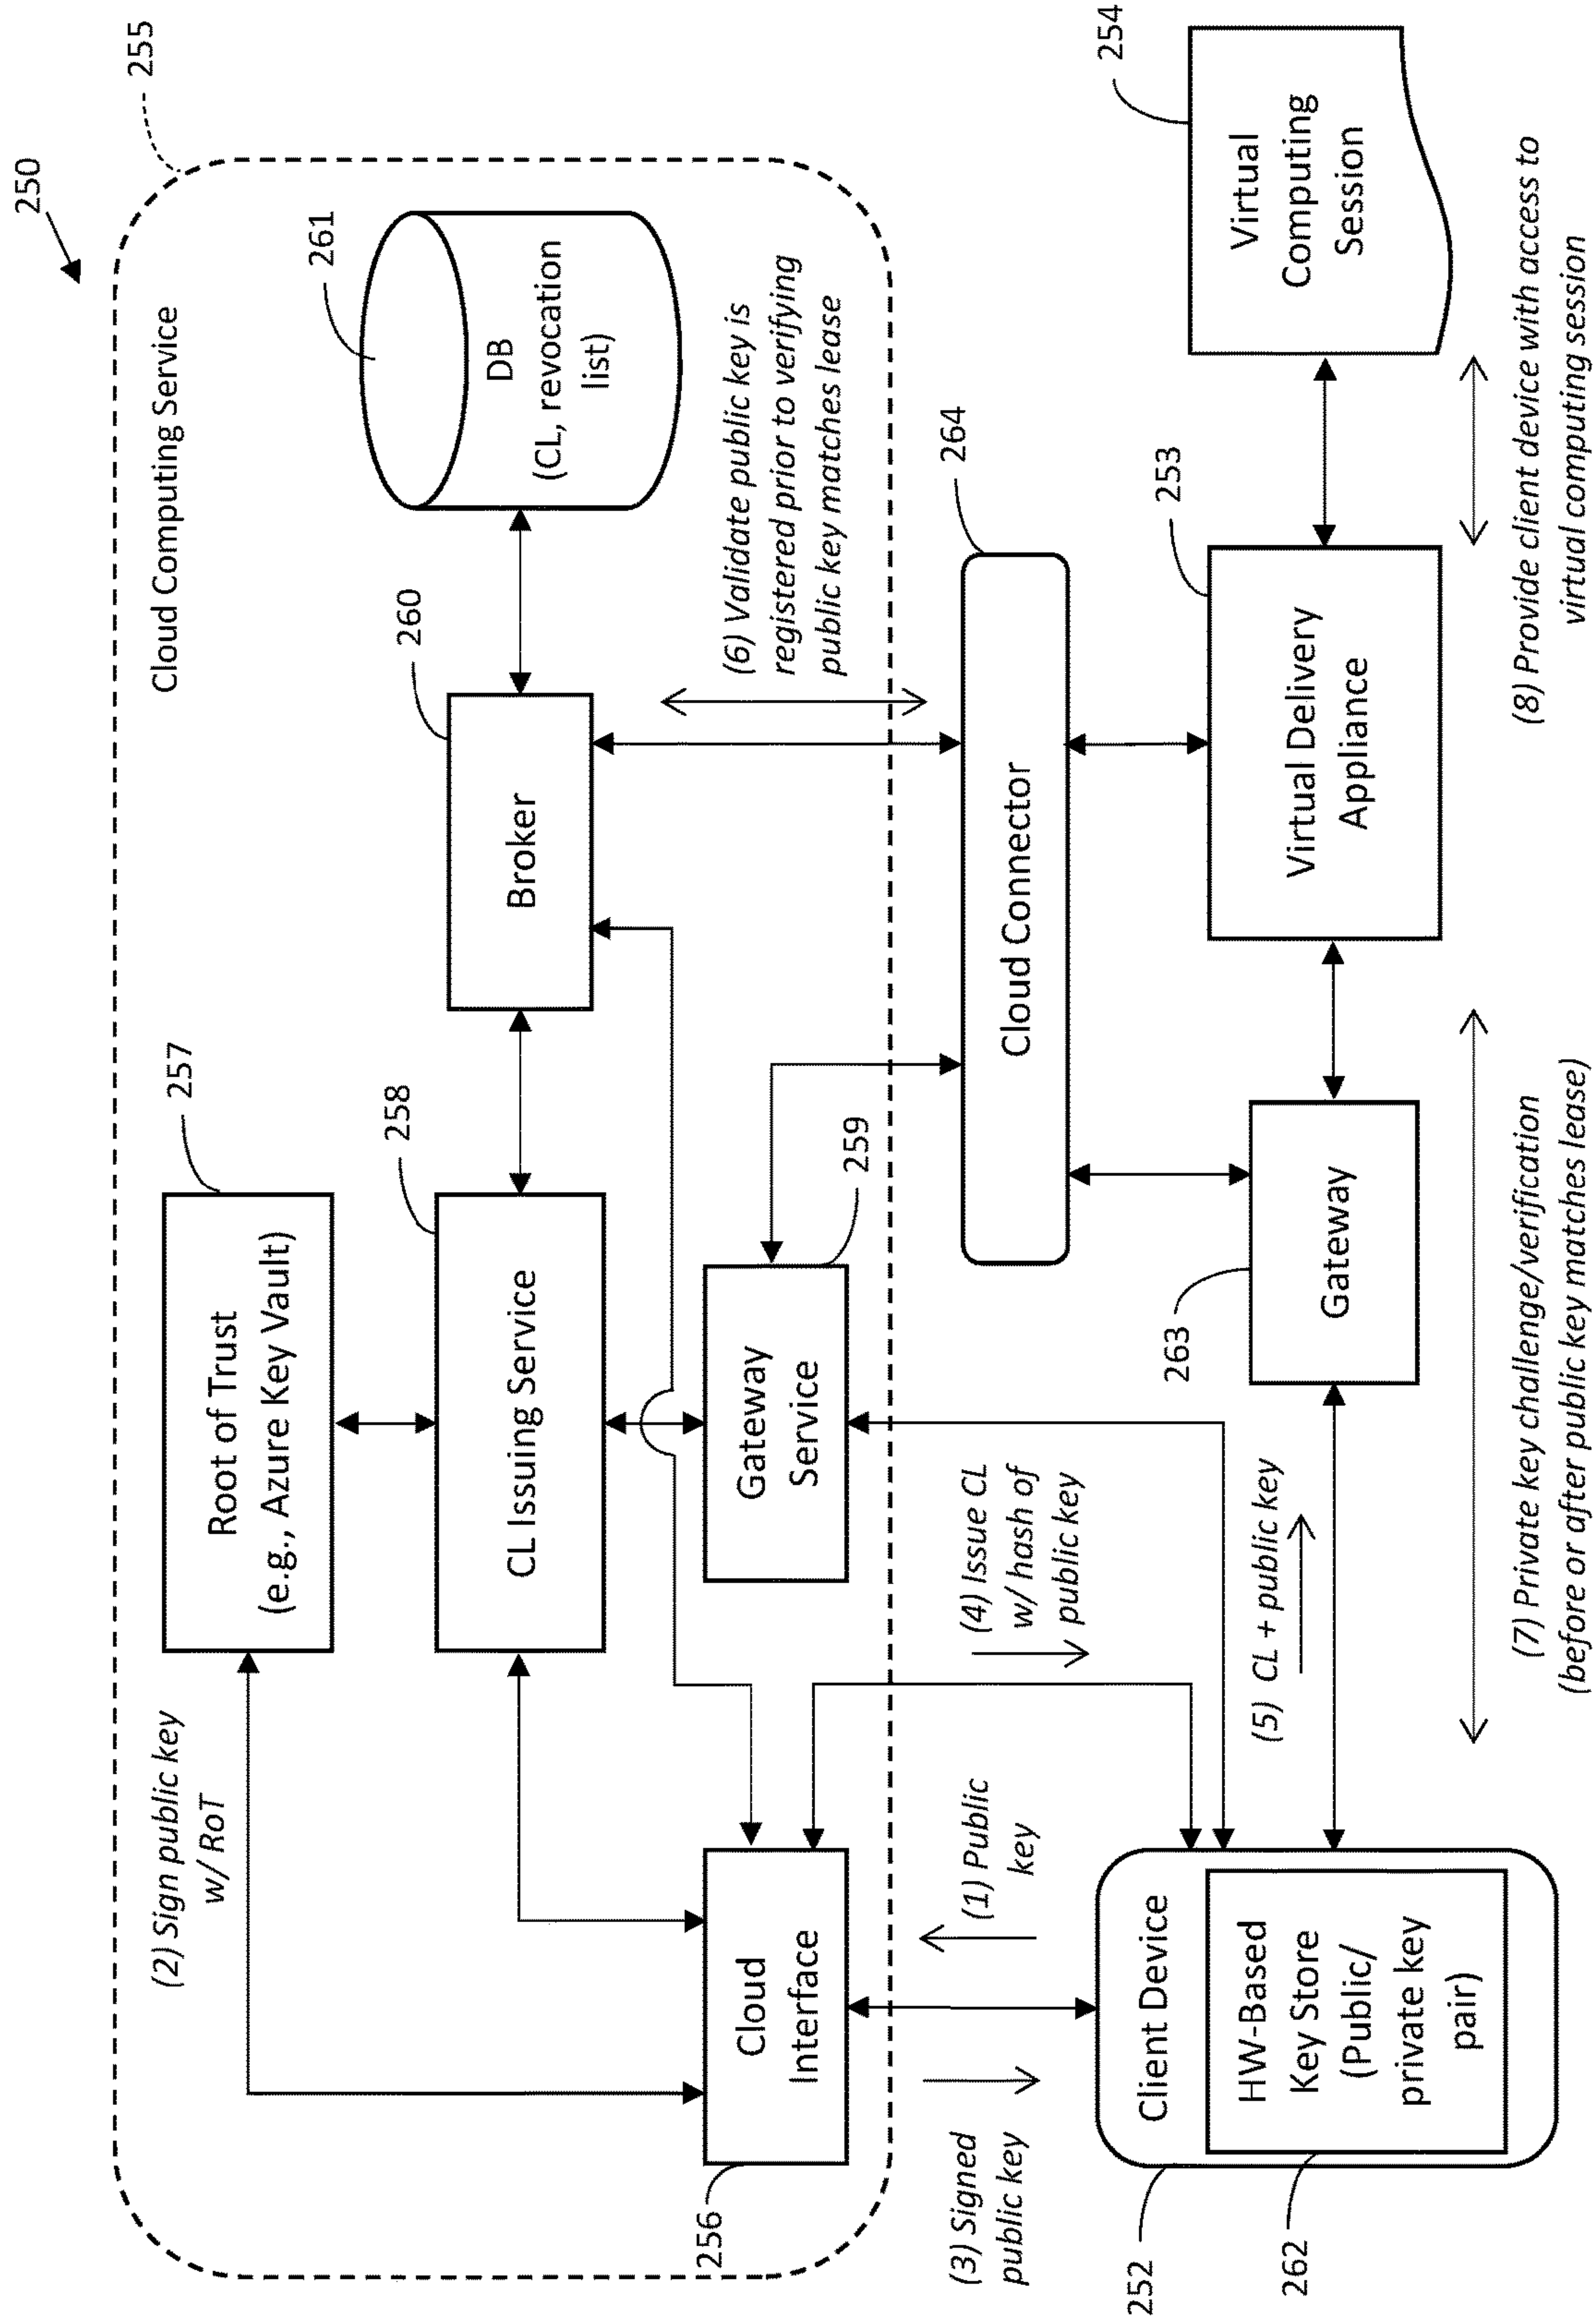 250
255
Cloud Computing Service
(2) Sign public key
w/ RoT
Root of Trust
(e.g., Azure Key Vault)
257
CL Issuing Service
258
Broker
260
DB
(CL, revocation
list)
261
Cloud
Interface
256
Gateway
Service
259
(6) Validate public key is
registered prior to verifying
public key matches lease
(3) Signed
public key
(1) Public
key
(4) Issue CL
w/ hash of
public key
Cloud Connector
264
Client Device
HW-Based
Key Store
(Public/
private key
pair)
252
262
(5) CL + public key
Gateway
263
Virtual Delivery
Appliance
253
Virtual
Computing
Session
254
(7) Private key challenge/verification
(before or after public key matches lease)
(8) Provide client device with access to
virtual computing session